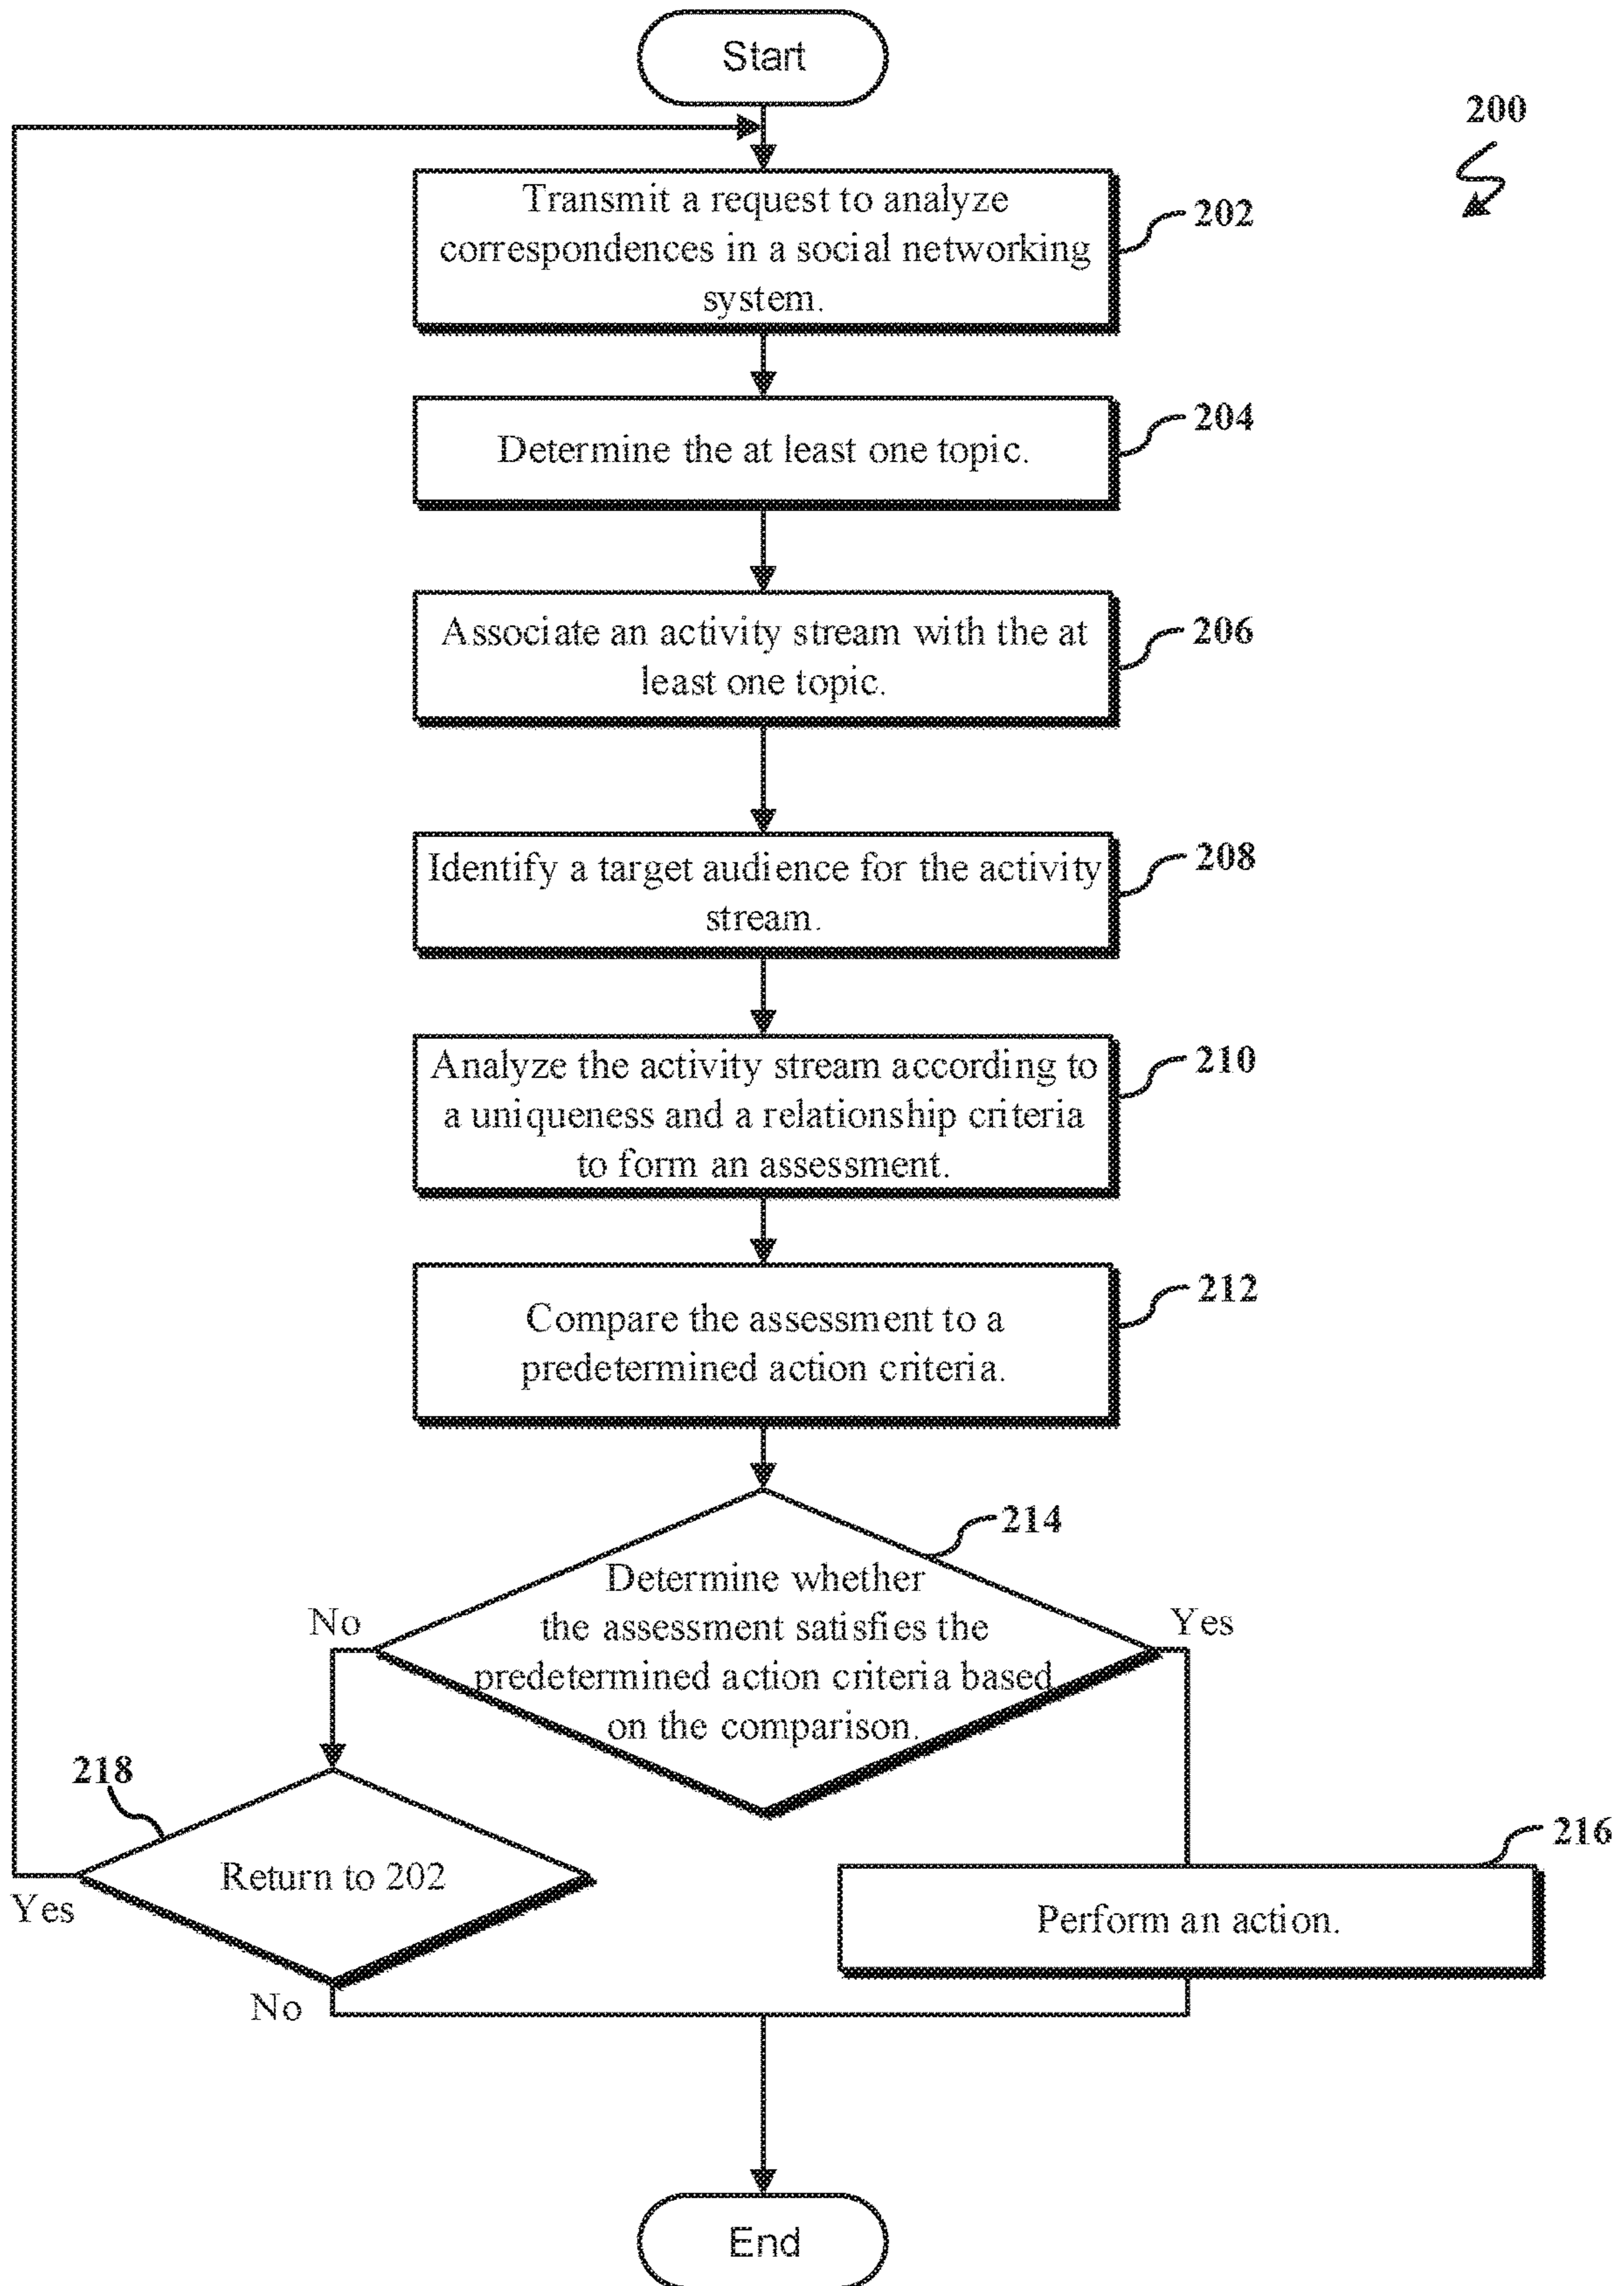 Start
200
Transmit a request to analyze
correspondences in a social networking
system.
202
Determine the at least one topic.
204
Associate an activity stream with the at
least one topic.
206
Identify a target audience for the activity
stream.
208
Analyze the activity stream according to
a uniqueness and a relationship criteria
to form an assessment.
210
Compare the assessment to a
predetermined action criteria.
212
214
Determine whether
the assessment satisfies the
predetermined action criteria based
on the comparison.
No
Yes
218
Return to 202
Yes
No
216
Perform an action.
End